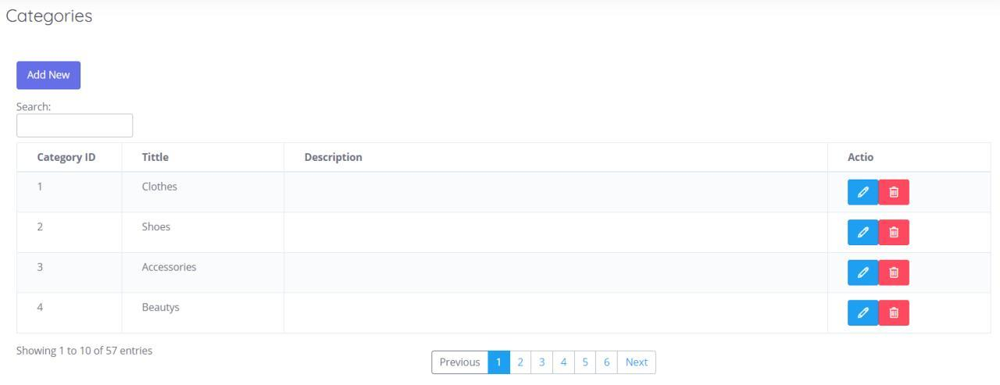 Categories
Add New
Search:
Category ID Tittle Description Actio
1 Clothes
2 Shoes
3 Accessories
4 Beautys
Showing 1 to 10 of 57 entries
Previous 1 2 3 4 5 6 Next